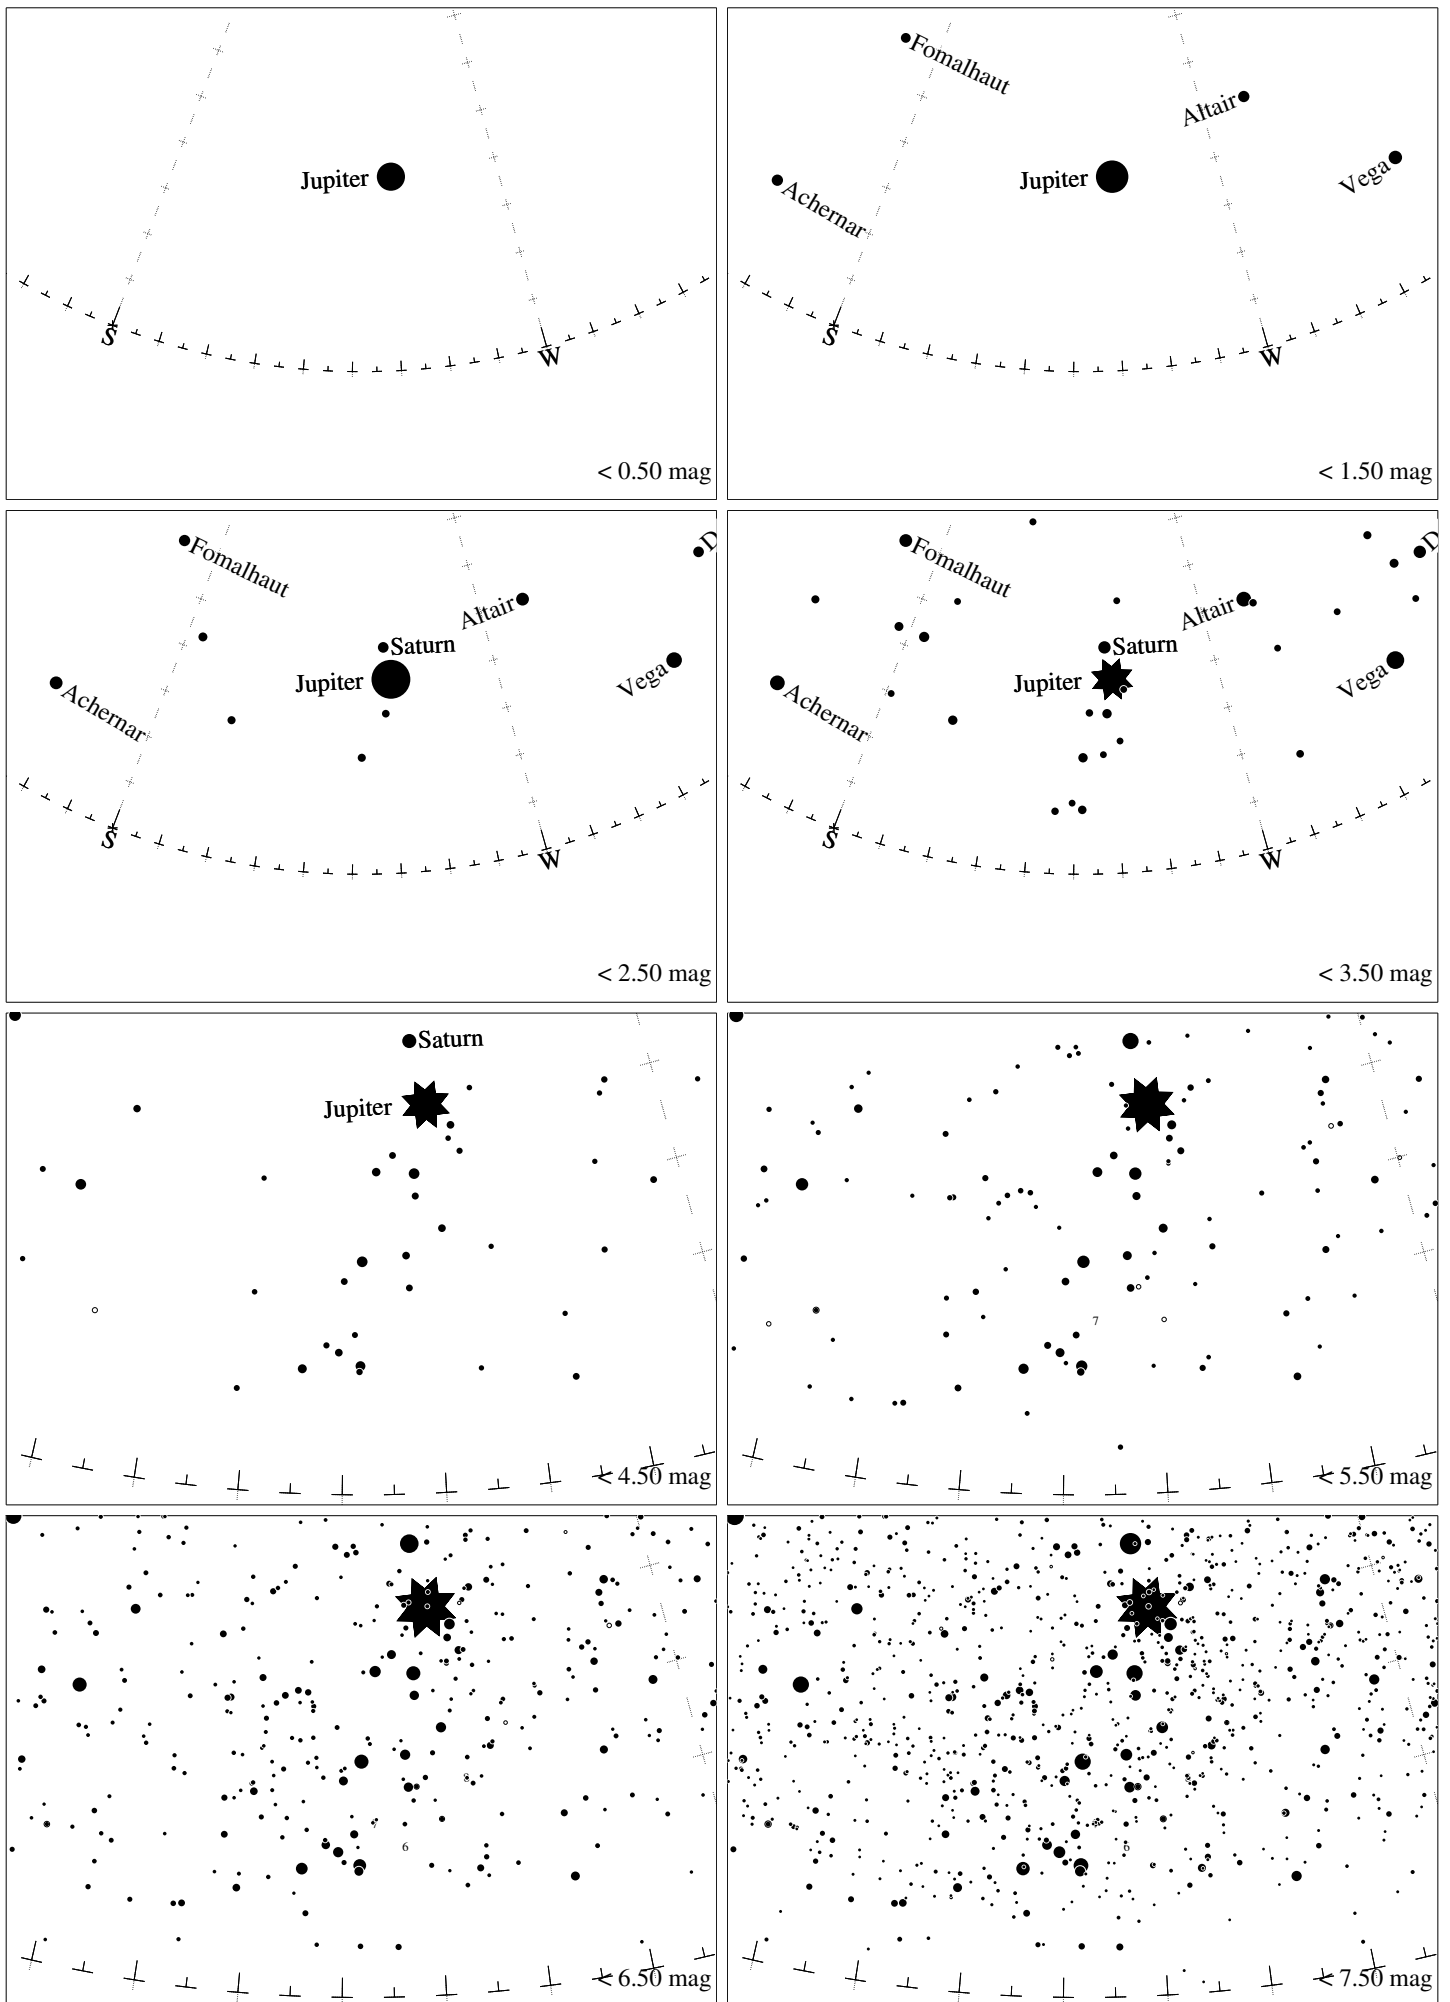 Jupiter
S
W
< 0.50 mag
Fomalhaut
Altair
Vega
Jupiter
Achernar
S
W
< 1.50 mag
D
Fomalhaut
Altair
Saturn
Vega
Jupiter
Achernar
S
W
< 2.50 mag
D
Fomalhaut
Altair
Saturn
Vega
Jupiter
Achernar
S
W
< 3.50 mag
Saturn
Jupiter
< 4.50 mag
7
< 5.50 mag
7
6
< 6.50 mag
6
< 7.50 mag